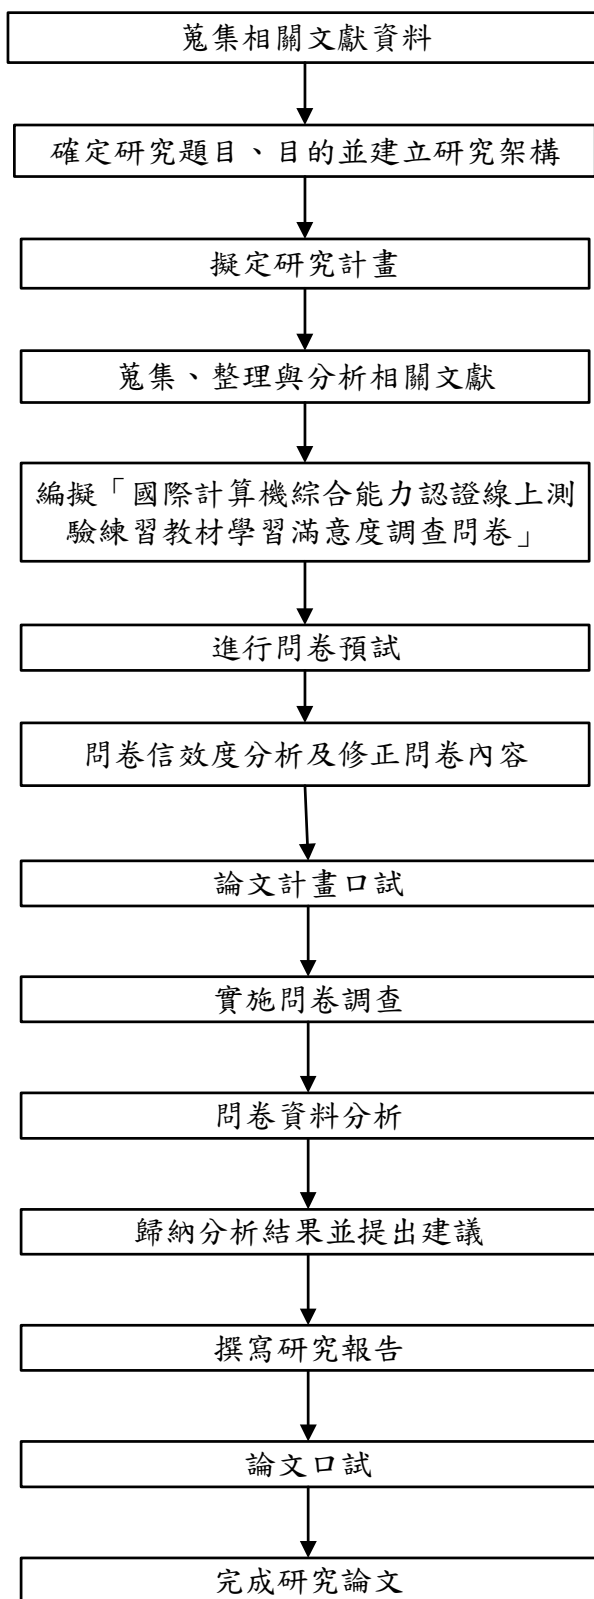 蒐集相關文獻資料
確定研究題目、目的並建立研究架構
擬定研究計畫
蒐集、整理與分析相關文獻
編擬「國際計算機綜合能力認證線上測
驗練習教材學習滿意度調查問卷」
進行問卷預試
問卷信效度分析及修正問卷內容
論文計畫口試
實施問卷調查
問卷資料分析
歸納分析結果並提出建議
撰寫研究報告
論文口試
完成研究論文